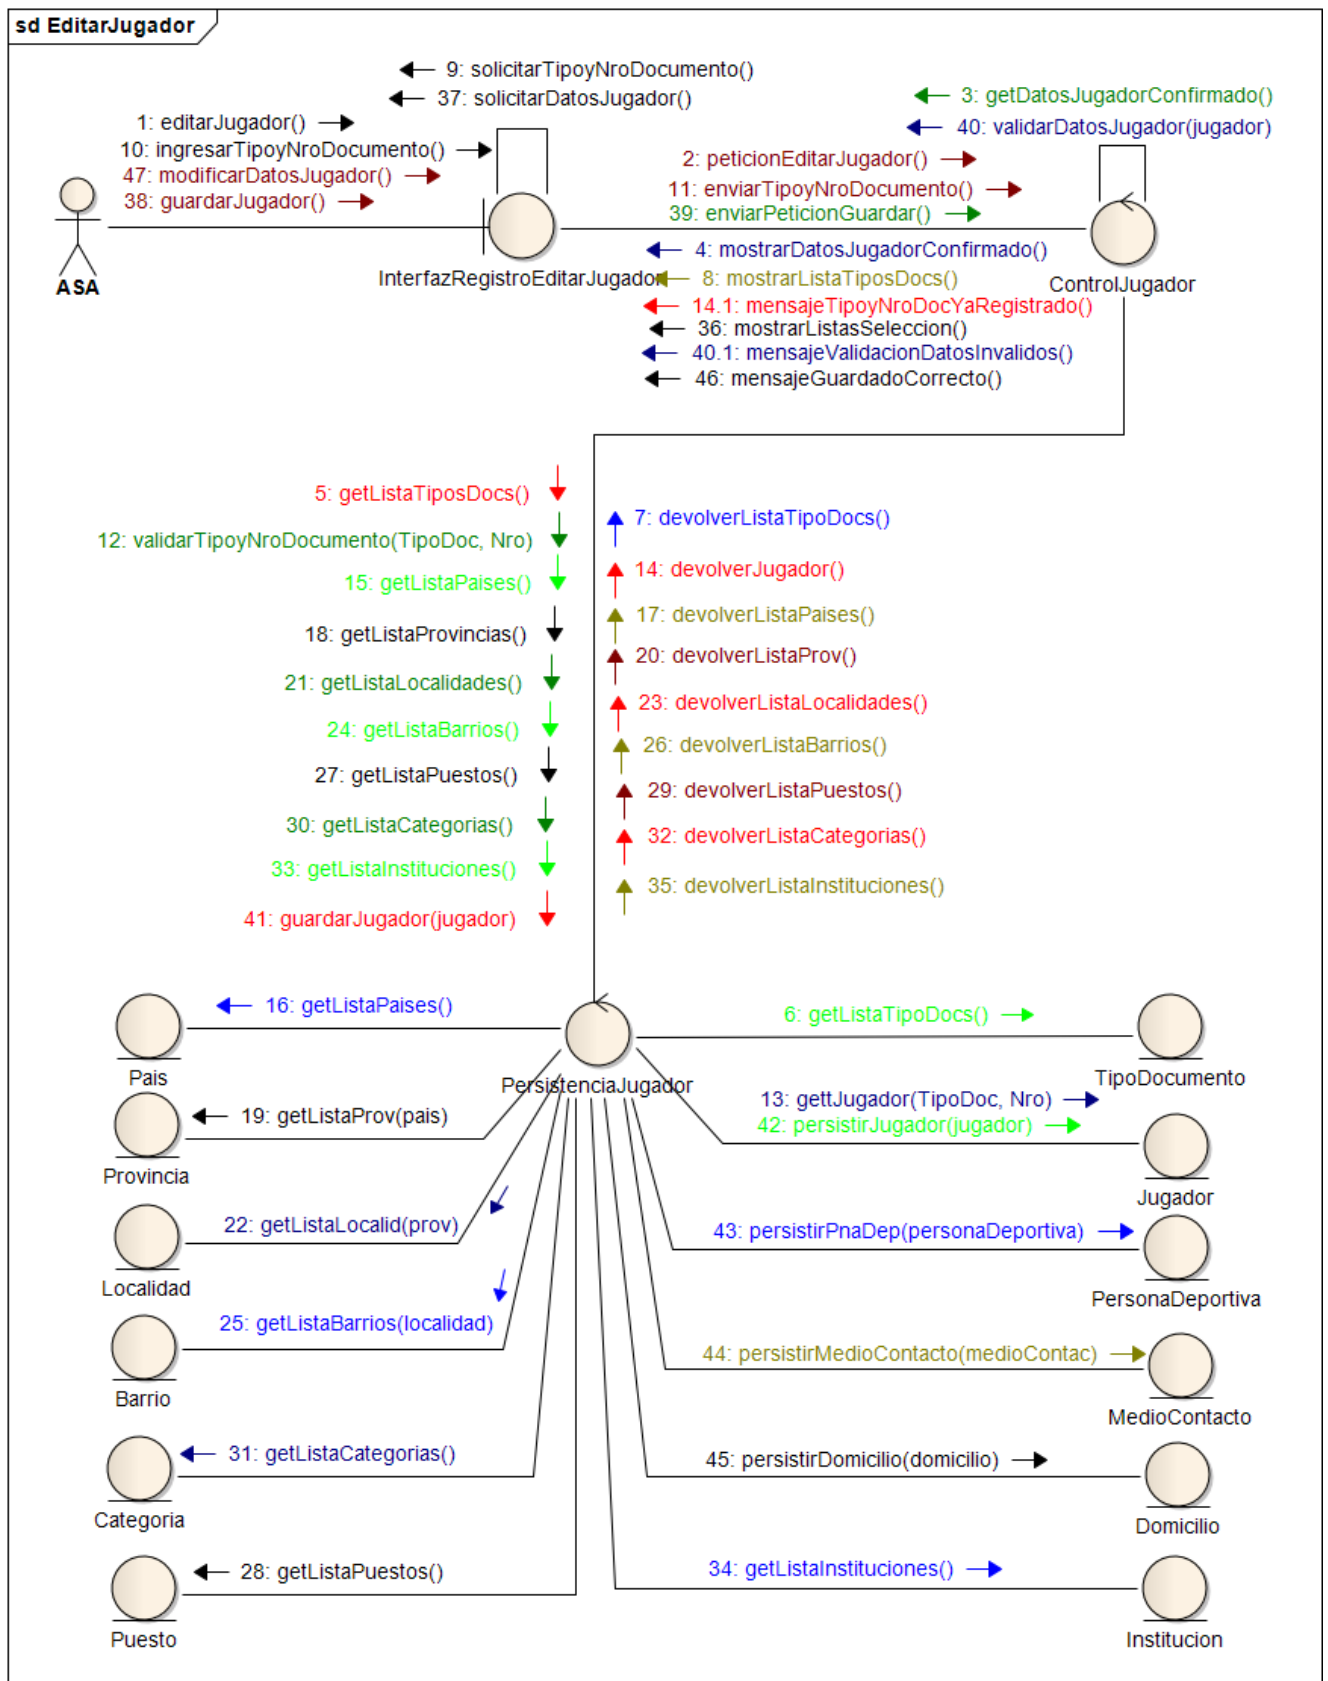 sd EditarJugador
9: solicitarTipoyNroDocumento()
37: solicitarDatosJugador()
3: getDatosJugadorConfirmado()
40: validarDatosJugador(jugador)
1: editarJugador()
10: ingresarTipoyNroDocumento()
47: modificarDatosJugador()
38: guardarJugador()
2: peticionEditarJugador()
11: enviarTipoyNroDocumento()
39: enviarPeticionGuardar()
ASA
InterfazRegistroEditarJugador
ControlJugador
4: mostrarDatosJugadorConfirmado()
8: mostrarListaTiposDocs()
14.1: mensajeTipoyNroDocYaRegistrado()
36: mostrarListasSeleccion()
40.1: mensajeValidacionDatosInvalidos()
46: mensajeGuardadoCorrecto()
5: getListaTiposDocs()
12: validarTipoyNroDocumento(TipoDoc, Nro)
15: getListaPaises()
18: getListaProvincias()
21: getListaLocalidades()
24: getListaBarrios()
27: getListaPuestos()
30: getListaCategorias()
33: getListaInstituciones()
41: guardarJugador(jugador)
7: devolverListaTipoDocs()
14: devolverJugador()
17: devolverListaPaises()
20: devolverListaProv()
23: devolverListaLocalidades()
26: devolverListaBarrios()
29: devolverListaPuestos()
32: devolverListaCategorias()
35: devolverListaInstituciones()
16: getListaPaises()
6: getListaTipoDocs()
Pais
PersistenciaJugador
TipoDocumento
19: getListaProv(pais)
13: gettJugador(TipoDoc, Nro)
42: persistirJugador(jugador)
Provincia
Jugador
22: getListaLocalid(prov)
43: persistirPnaDep(personaDeportiva)
Localidad
PersonaDeportiva
25: getListaBarrios(localidad)
44: persistirMedioContacto(medioContac)
Barrio
MedioContacto
31: getListaCategorias()
45: persistirDomicilio(domicilio)
Categoria
Domicilio
28: getListaPuestos()
34: getListaInstituciones()
Puesto
Institucion